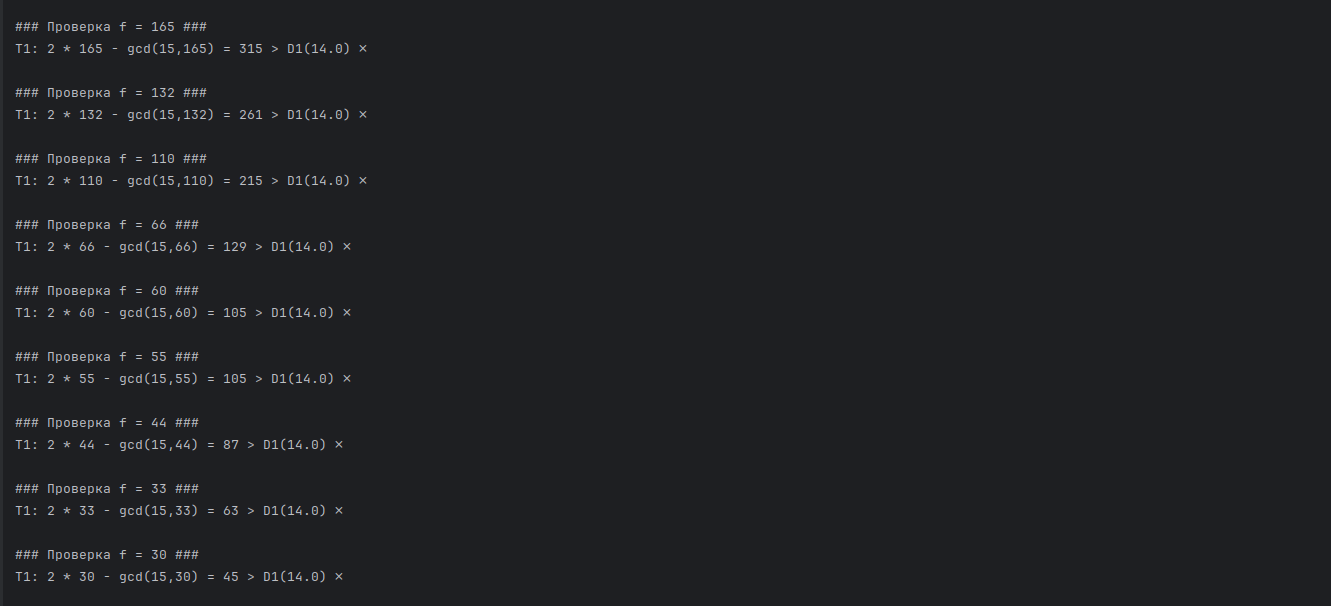 ### Проверка f = 165 ###
T1: 2 * 165 - gcd(15,165) = 315 > D1(14.0) ×
### Проверка f = 132 ###
T1: 2 * 132 - gcd(15,132) = 261 > D1(14.0) ×
### Проверка f = 110 ###
T1: 2 * 110 - gcd(15,110) = 215 > D1(14.0) ×
### Проверка f = 66 ###
T1: 2 * 66 - gcd(15,66) = 129 > D1(14.0) ×
### Проверка f = 60 ###
T1: 2 * 60 - gcd(15,60) = 105 > D1(14.0) ×
### Проверка f = 55 ###
T1: 2 * 55 - gcd(15,55) = 105 > D1(14.0) ×
### Проверка f = 44 ###
T1: 2 * 44 - gcd(15,44) = 87 > D1(14.0) ×
### Проверка f = 33 ###
T1: 2 * 33 - gcd(15,33) = 63 > D1(14.0) ×
### Проверка f = 30 ###
T1: 2 * 30 - gcd(15,30) = 45 > D1(14.0) ×